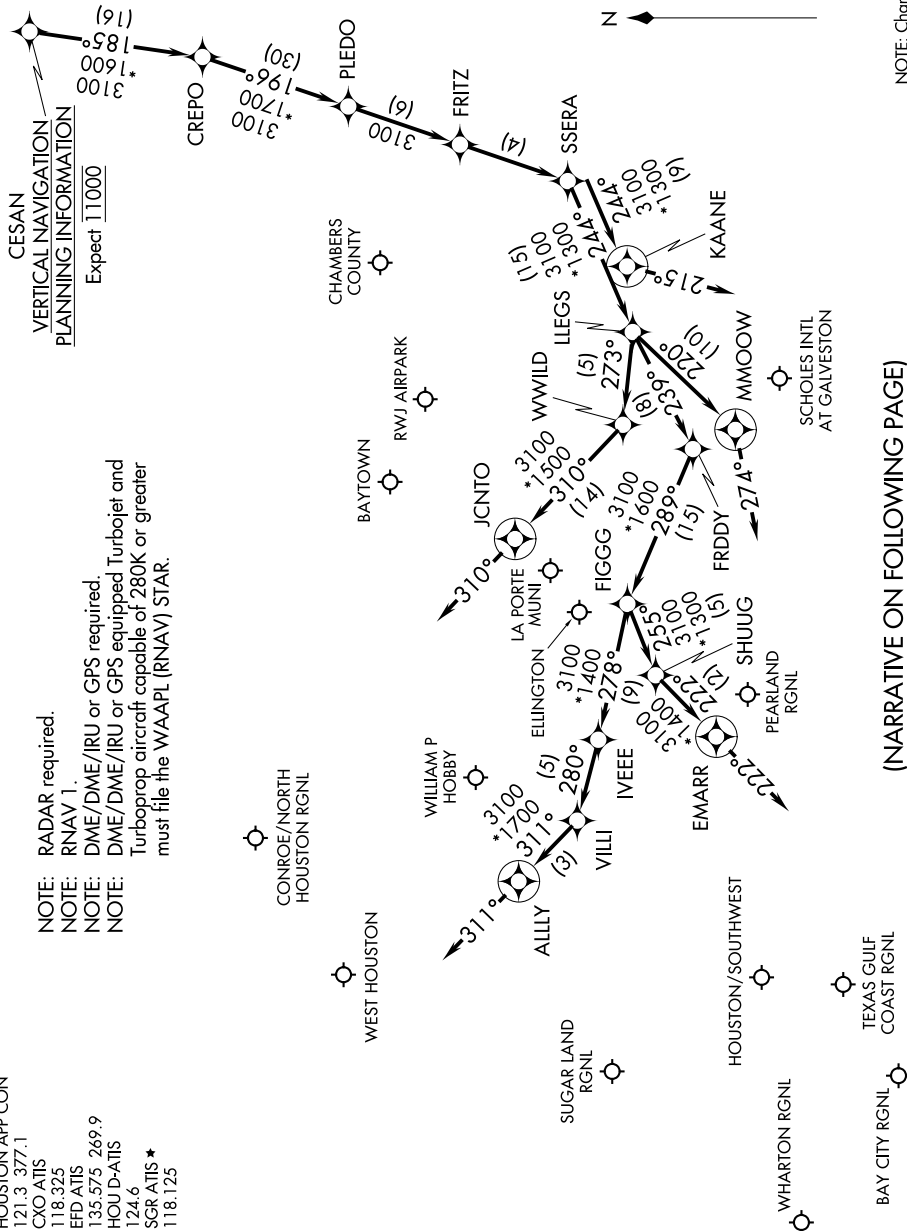 HOUSTON APP CON
121.3 377.1
CXO ATIS
118.325
EFD ATIS
135.575 269.9
HOU D-ATIS
124.6
SGR ATIS ★
118.125
NOTE: RADAR required.
NOTE: RNAV 1.
NOTE: DME/DME/IRU or GPS required.
NOTE: DME/DME/IRU or GPS equipped Turbojet and
Turboprop aircraft capable of 280K or greater
must file the WAAPL (RNAV) STAR.
CESAN
VERTICAL NAVIGATION
PLANNING INFORMATION
Expect 11000
3100
*1600
185°
(16)
CREPO
3100
*1700
196°
(30)
PLEDO
3100
(6)
FRITZ
(4)
SSERA
N
CHAMBERS
COUNTY
244°
3100
*1300
(9)
(15)
3100
*1300
244°
KAANE
215°
LLEGS
RWJ AIRPARK
BAYTOWN
WWILD
(5)
273°
(8)
239°
220°
(10)
MMOOW
274°
SCHOLES INTL
AT GALVESTON
JCNTO
310°
3100
*1500
310°
(14)
LA PORTE
MUNI
FRDDY
3100
*1600
289°
(15)
FIGGG
ELLINGTON
3100
*1400
278°
(9)
255°
3100
*1300
(5)
SHUUG
3100
*1400
222°
(2)
EMARR
222°
PEARLAND
RGNL
WILLIAM P
HOBBY
IVEEE
(5)
280°
VILLI
3100
*1700
311°
(3)
ALLLY
311°
CONROE/NORTH
HOUSTON RGNL
WEST HOUSTON
SUGAR LAND
RGNL
HOUSTON/SOUTHWEST
WHARTON RGNL
TEXAS GULF
COAST RGNL
BAY CITY RGNL
(NARRATIVE ON FOLLOWING PAGE)
NOTE: